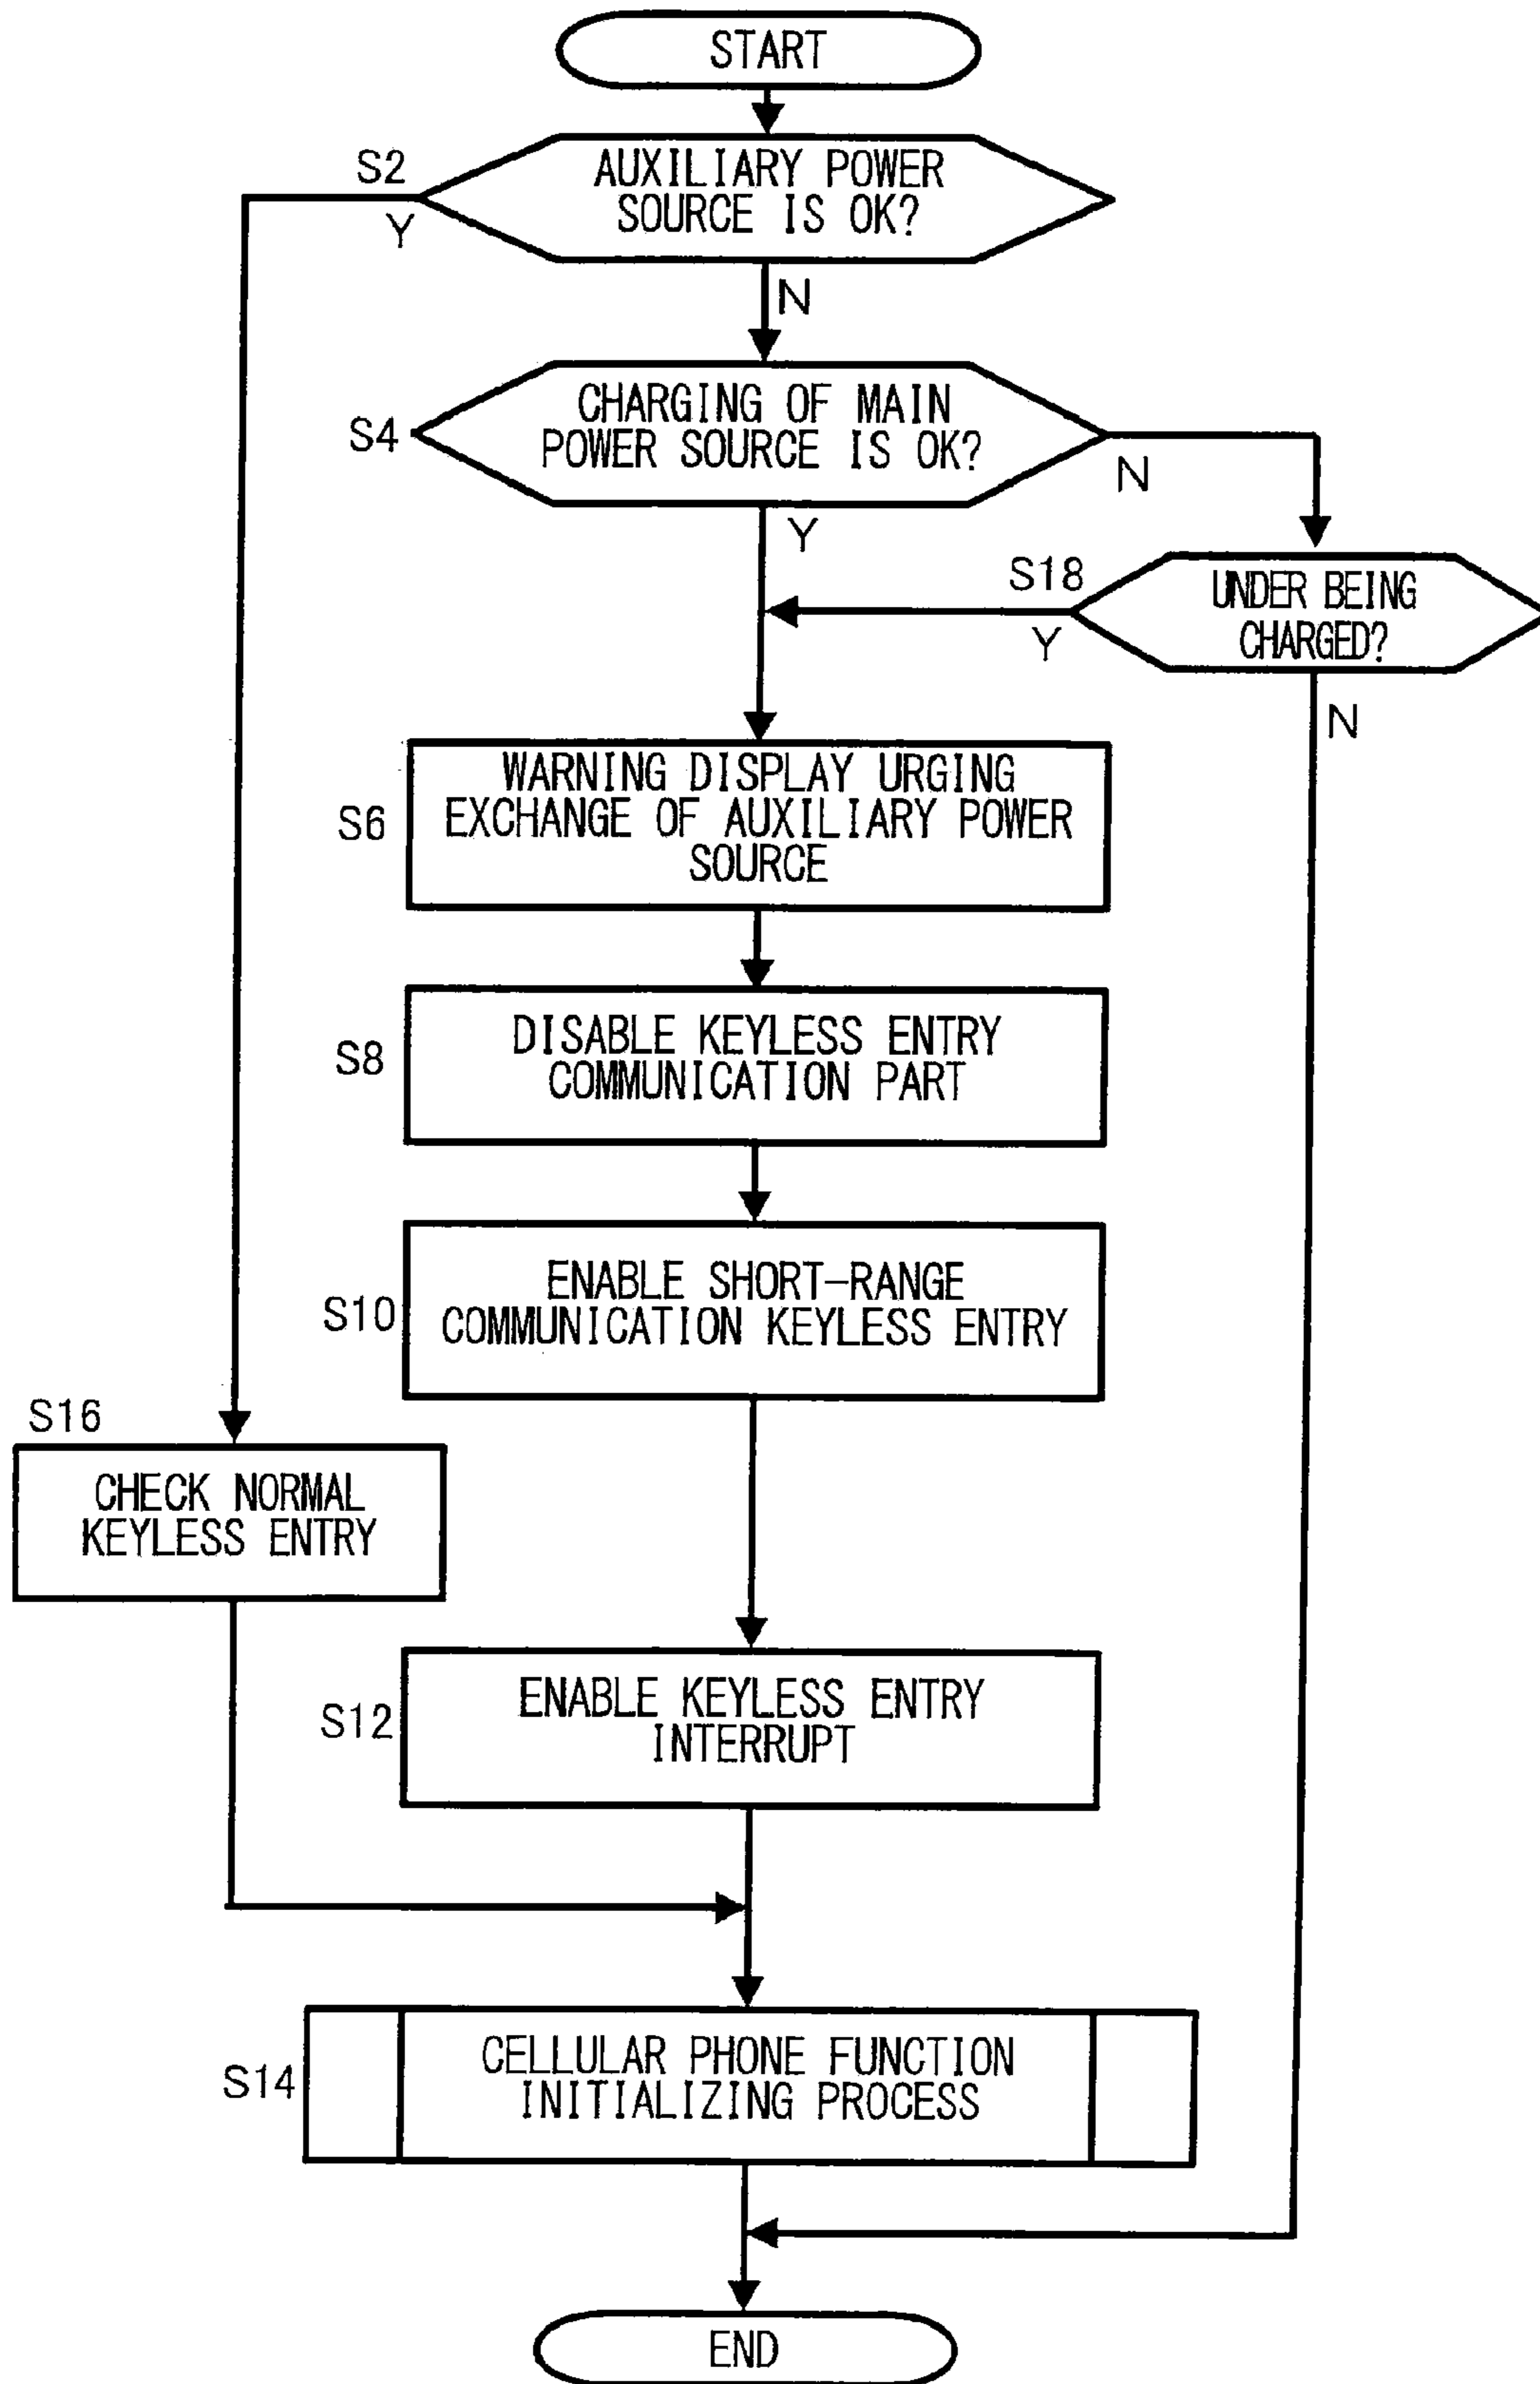 START
S2
AUXILIARY POWER
SOURCE IS OK?
Y
N
S4
CHARGING OF MAIN
POWER SOURCE IS OK?
N
Y
S18
UNDER BEING
CHARGED?
Y
N
S6
WARNING DISPLAY URGING
EXCHANGE OF AUXILIARY POWER
SOURCE
S8
DISABLE KEYLESS ENTRY
COMMUNICATION PART
S10
ENABLE SHORT-RANGE
COMMUNICATION KEYLESS ENTRY
S16
CHECK NORMAL
KEYLESS ENTRY
S12
ENABLE KEYLESS ENTRY
INTERRUPT
S14
CELLULAR PHONE FUNCTION
INITIALIZING PROCESS
END